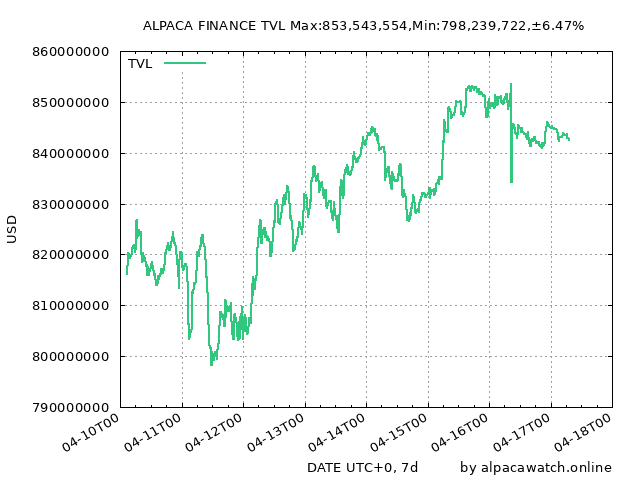 ALPACA FINANCE TVL Max:853,543,554,Min:798,239,722,±6.47%
TVL
860000000
850000000
840000000
830000000
820000000
810000000
800000000
790000000
USD
04-10T00
04-11T00
04-12T00
04-13T00
04-14T00
04-15T00
04-16T00
04-17T00
04-18T00
DATE UTC+0, 7d
by alpacawatch.online